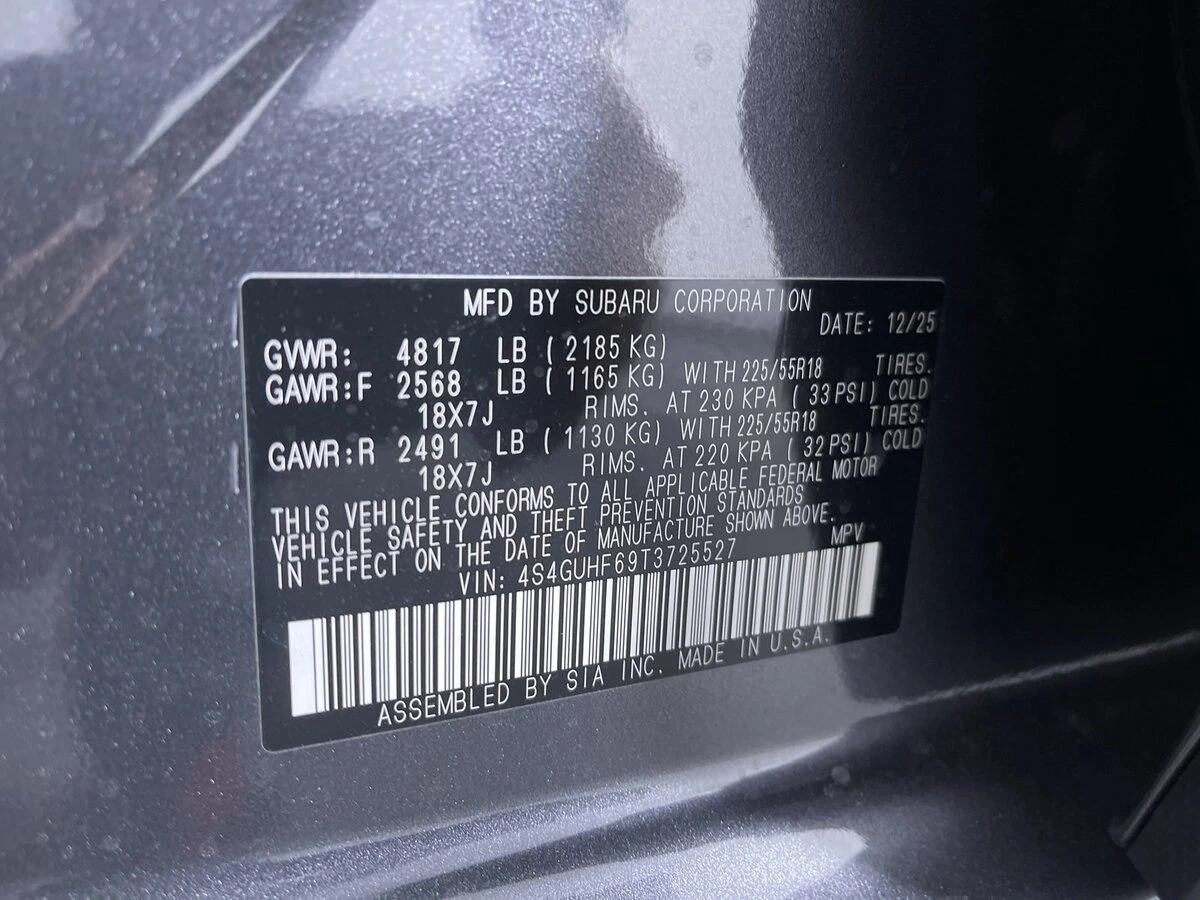 MFD BY SUBARU CORPORATION
DATE: 12/25
GVWR: 4817 LB ( 2185 KG)
GAWR:F 2568 LB ( 1165 KG) WITH 225/55R18 TIRES.
18X7J RIMS. AT 230 KPA ( 33 PSI) COLD
GAWR:R 2491 LB ( 1130 KG) WITH 225/55R18 TIRES.
18X7J RIMS. AT 220 KPA ( 32 PSI) COLD
THIS VEHICLE CONFORMS TO ALL APPLICABLE FEDERAL MOTOR
VEHICLE SAFETY AND THEFT PREVENTION STANDARDS
IN EFFECT ON THE DATE OF MANUFACTURE SHOWN ABOVE.
VIN: 4S4GUHF69T3725527 MPV
ASSEMBLED BY SIA INC. MADE IN U.S.A.